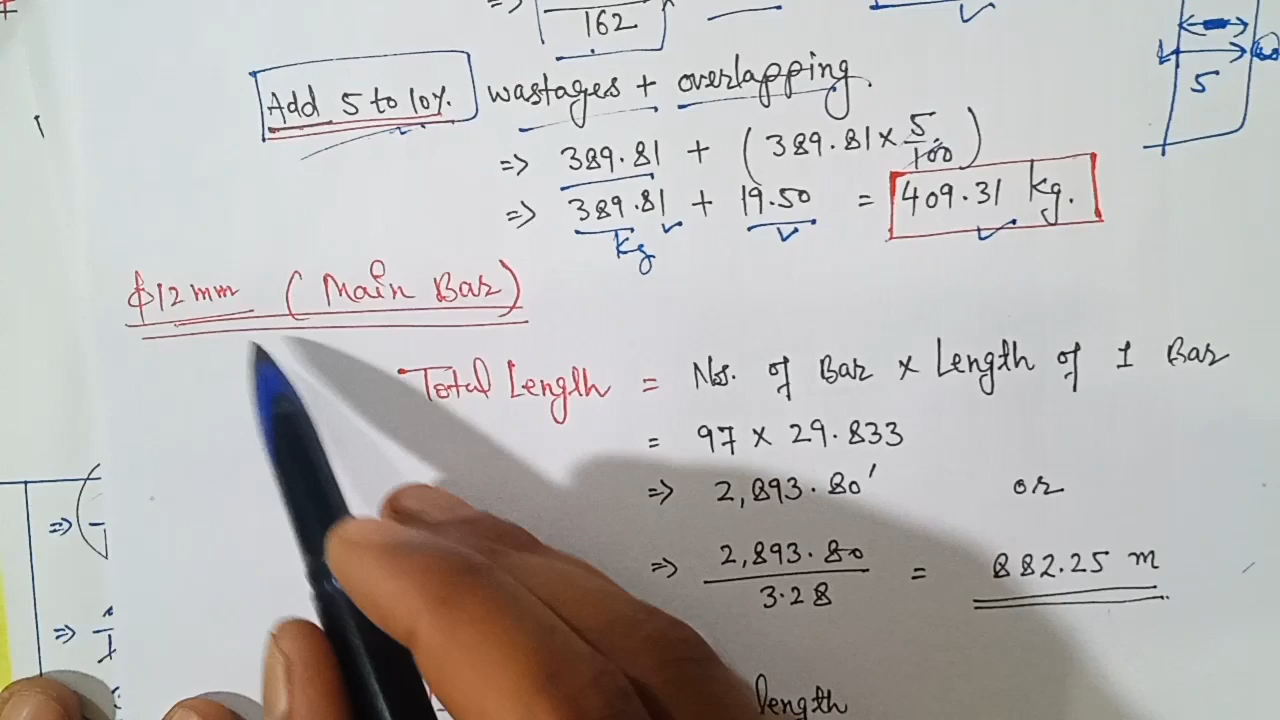 => 162
Add 5 to 10%. wastages + overlapping.
=> 389.81 + (389.81 × 5/100)
5
=> 389.81 + 19.50 = 409.31 kg.
kg
ϕ12mm (Main Bar)
Total Length = Nos. of Bar × Length of 1 Bar
= 97 × 29.833
=> 2,893.80' or
=> 2,893.80 / 3.28 = 882.25 m
=>
=>
length